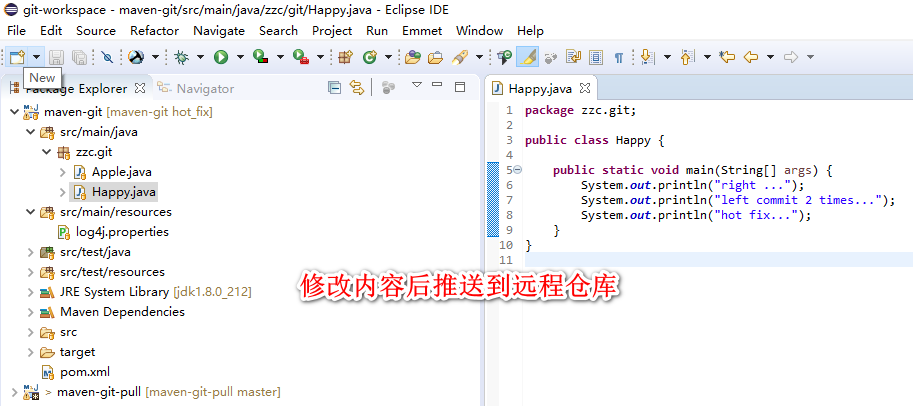 git-workspace - maven-git/src/main/java/zzc/git/Happy.java - Eclipse IDE
File Edit Source Refactor Navigate Search Project Run Emmet Window Help
New
Package Explorer Navigator
maven-git [maven-git hot_fix]
src/main/java
zzc.git
Apple.java
Happy.java
src/main/resources
log4j.properties
src/test/java
src/test/resources
JRE System Library [jdk1.8.0_212]
Maven Dependencies
src
target
pom.xml
> maven-git-pull [maven-git-pull master]
Happy.java
1 package zzc.git;
2
3 public class Happy {
4
5 public static void main(String[] args) {
6 System.out.println("right ...");
7 System.out.println("left commit 2 times...");
8 System.out.println("hot fix...");
9 }
10 }
11
修改内容后推送到远程仓库